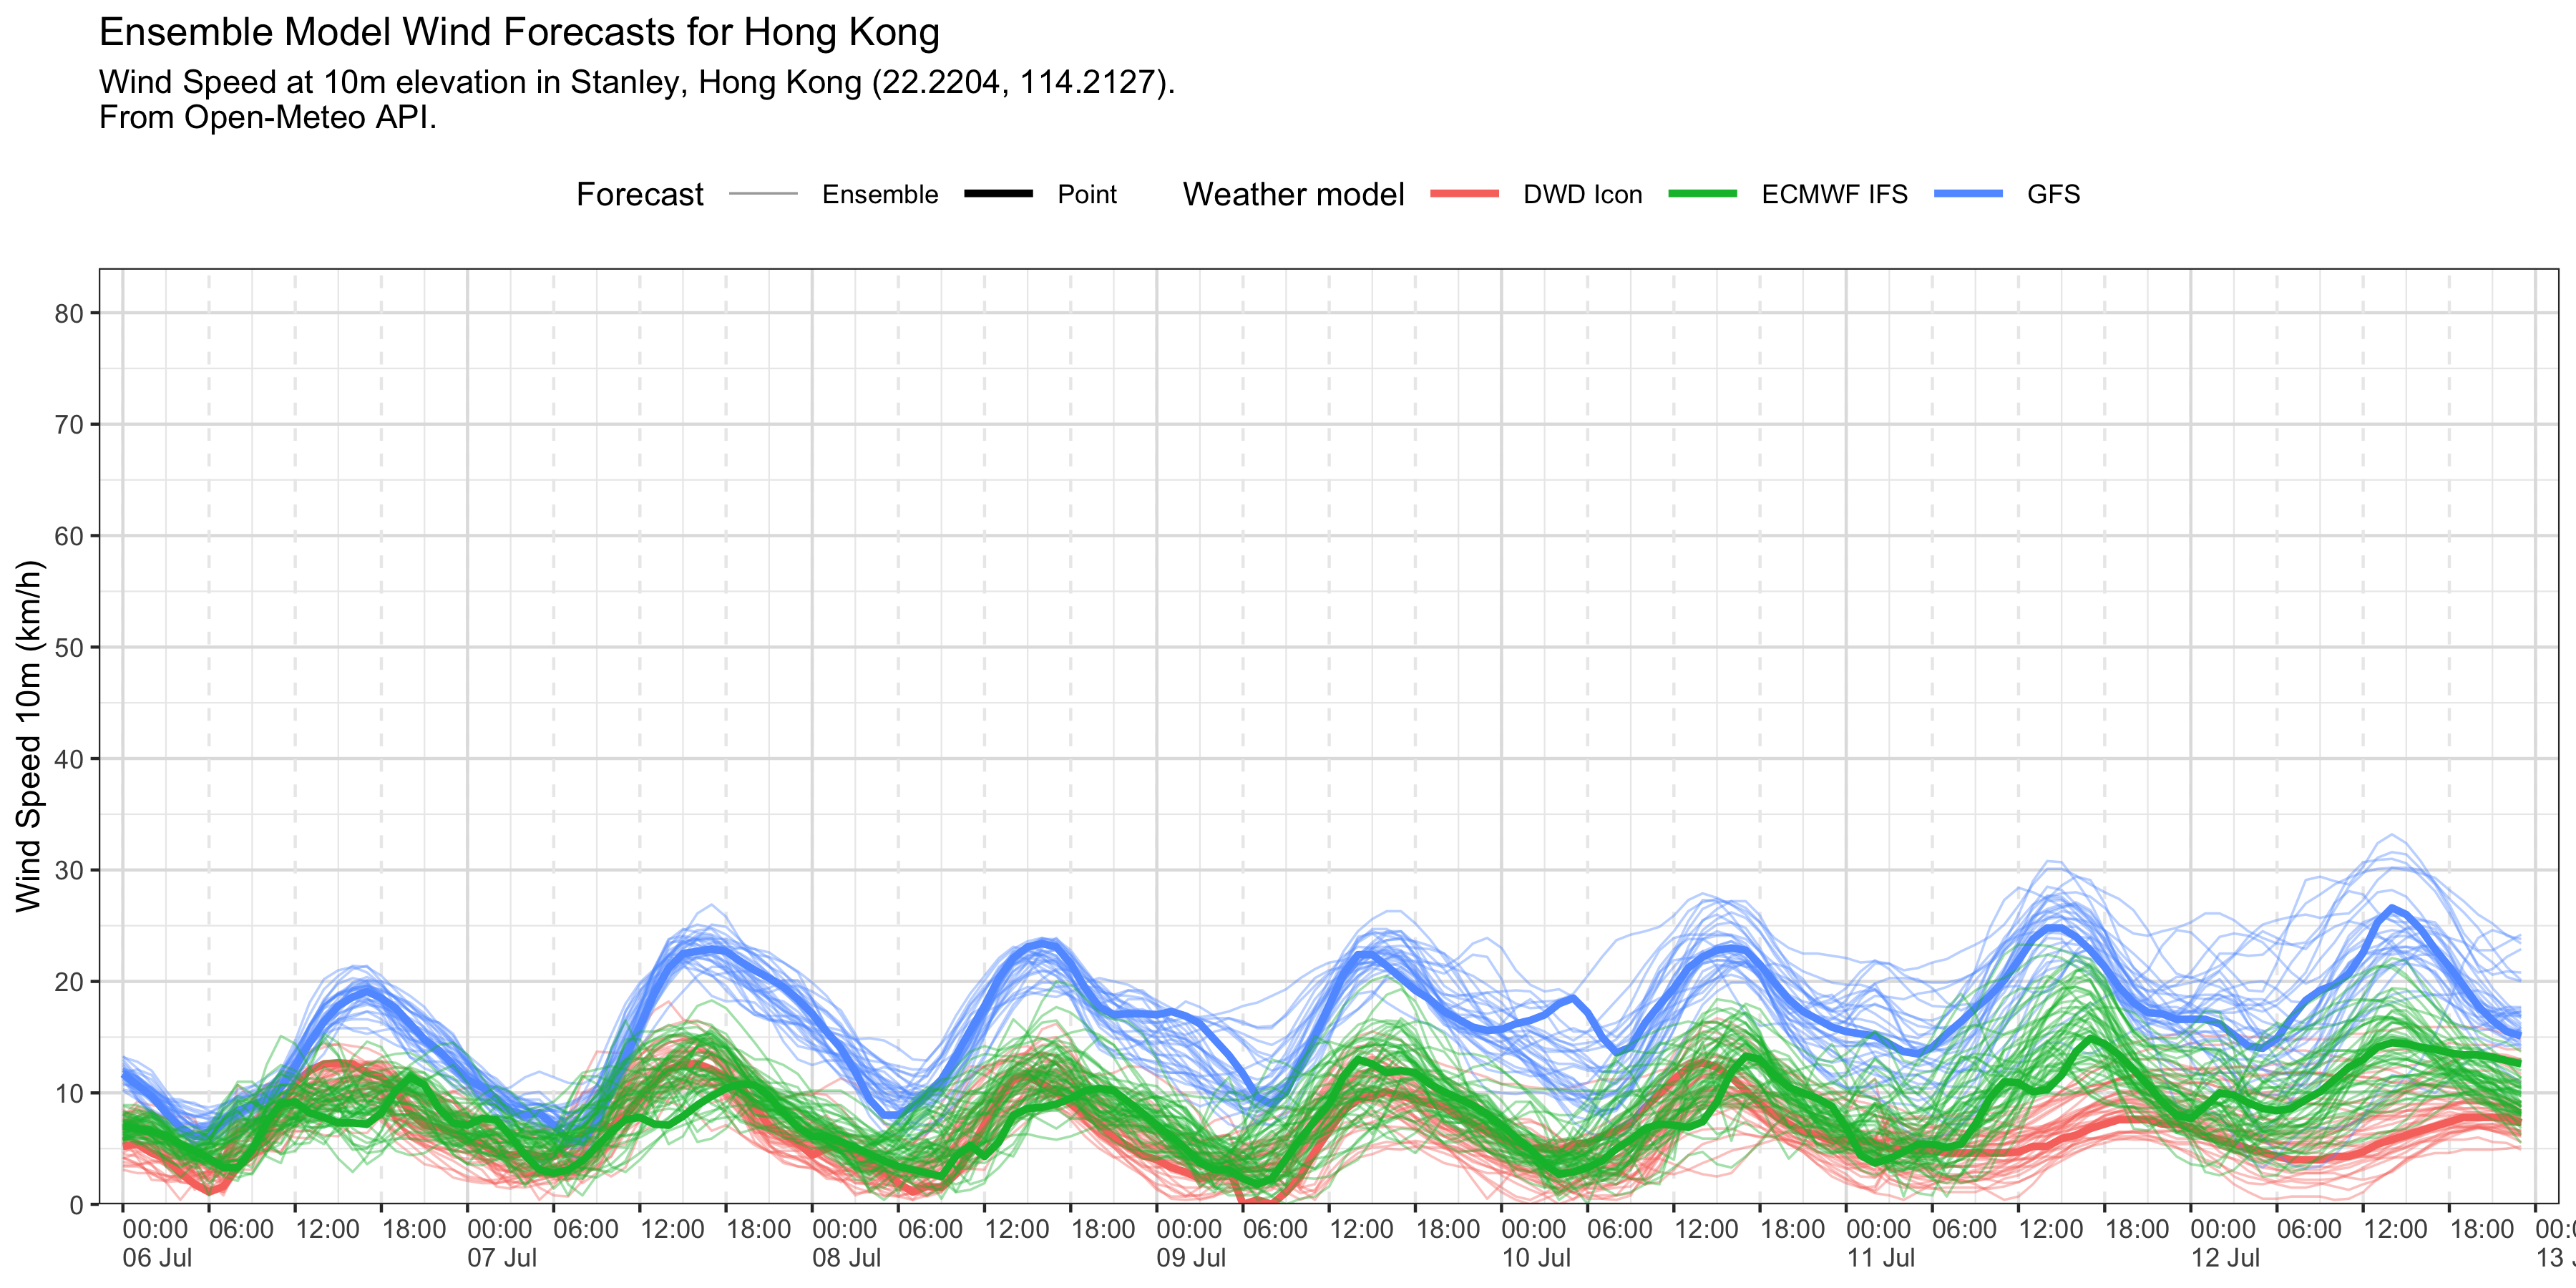 Ensemble Model Wind Forecasts for Hong Kong
Wind Speed at 10m elevation in Stanley, Hong Kong (22.2204, 114.2127).
From Open-Meteo API.
Forecast Ensemble Point Weather model DWD Icon ECMWF IFS GFS
Wind Speed 10m (km/h)
80
70
60
50
40
30
20
10
0
00:00 06:00 12:00 18:00 00:00 06:00 12:00 18:00 00:00 06:00 12:00 18:00 00:00 06:00 12:00 18:00 00:00 06:00 12:00 18:00 00:00 06:00 12:00 18:00 00:00 06:00 12:00 18:00
06 Jul 07 Jul 08 Jul 09 Jul 10 Jul 11 Jul 12 Jul 13